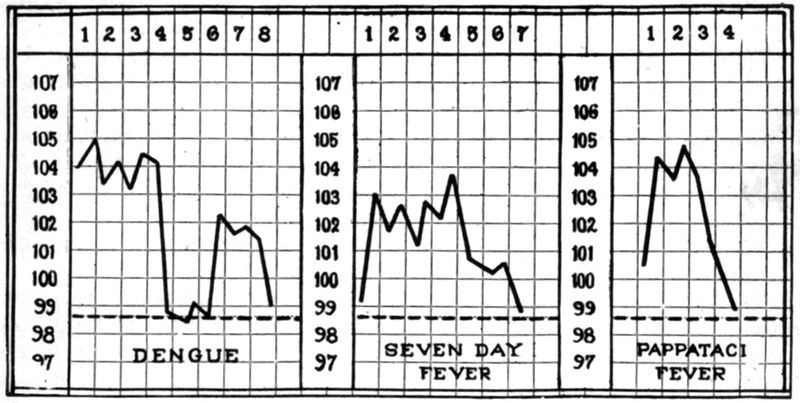 1 2 3 4 5 6 7 8
1 2 3 4 5 6 7
1 2 3 4
107 107 107
106 106 106
105 105 105
104 104 104
103 103 103
102 102 102
101 101 101
100 100 100
99 99 99
98 98 98
97 97 97
DENGUE
SEVEN DAY
FEVER
PAPPATACI
FEVER